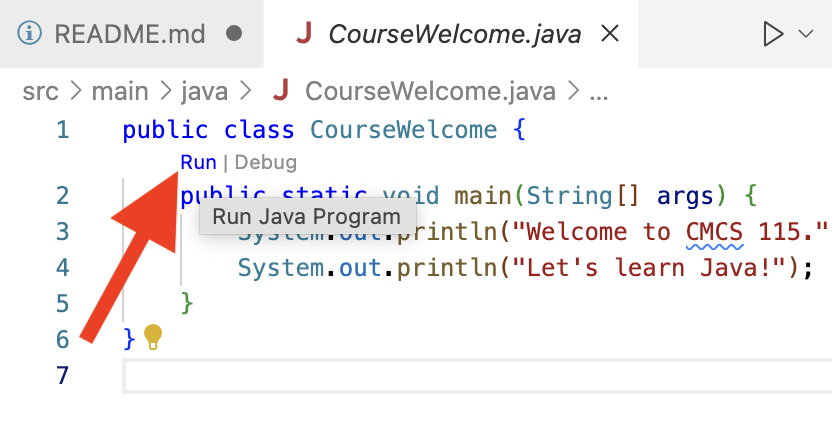 README.md
CourseWelcome.java
src > main > java > CourseWelcome.java > ...
1 public class CourseWelcome {
Run | Debug
2 public static void main(String[] args) {
Run Java Program
3 System.out.println("Welcome to CMCS 115."
4 System.out.println("Let's learn Java!");
5 }
6 }
7